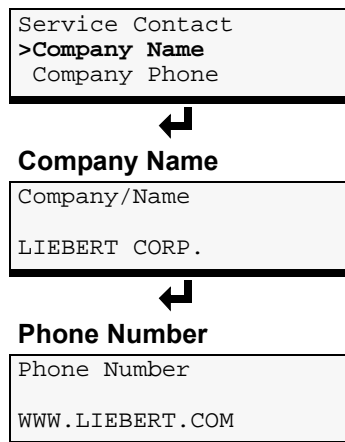 Service Contact
>Company Name
Company Phone
Company Name
Company/Name
LIEBERT CORP.
Phone Number
Phone Number
WWW.LIEBERT.COM